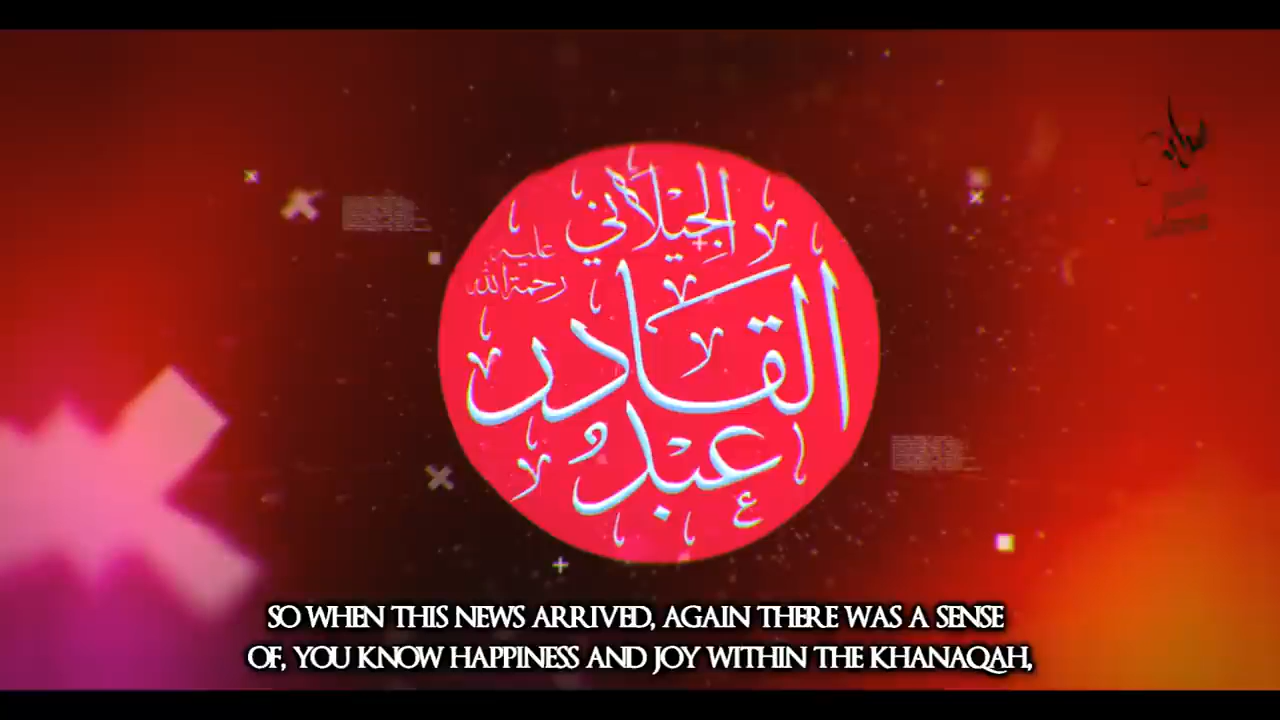 الجيلاني
عليه
رحمة الله
القادر
عبد
SO WHEN THIS NEWS ARRIVED, AGAIN THERE WAS A SENSE
OF, YOU KNOW HAPPINESS AND JOY WITHIN THE KHANAQAH,